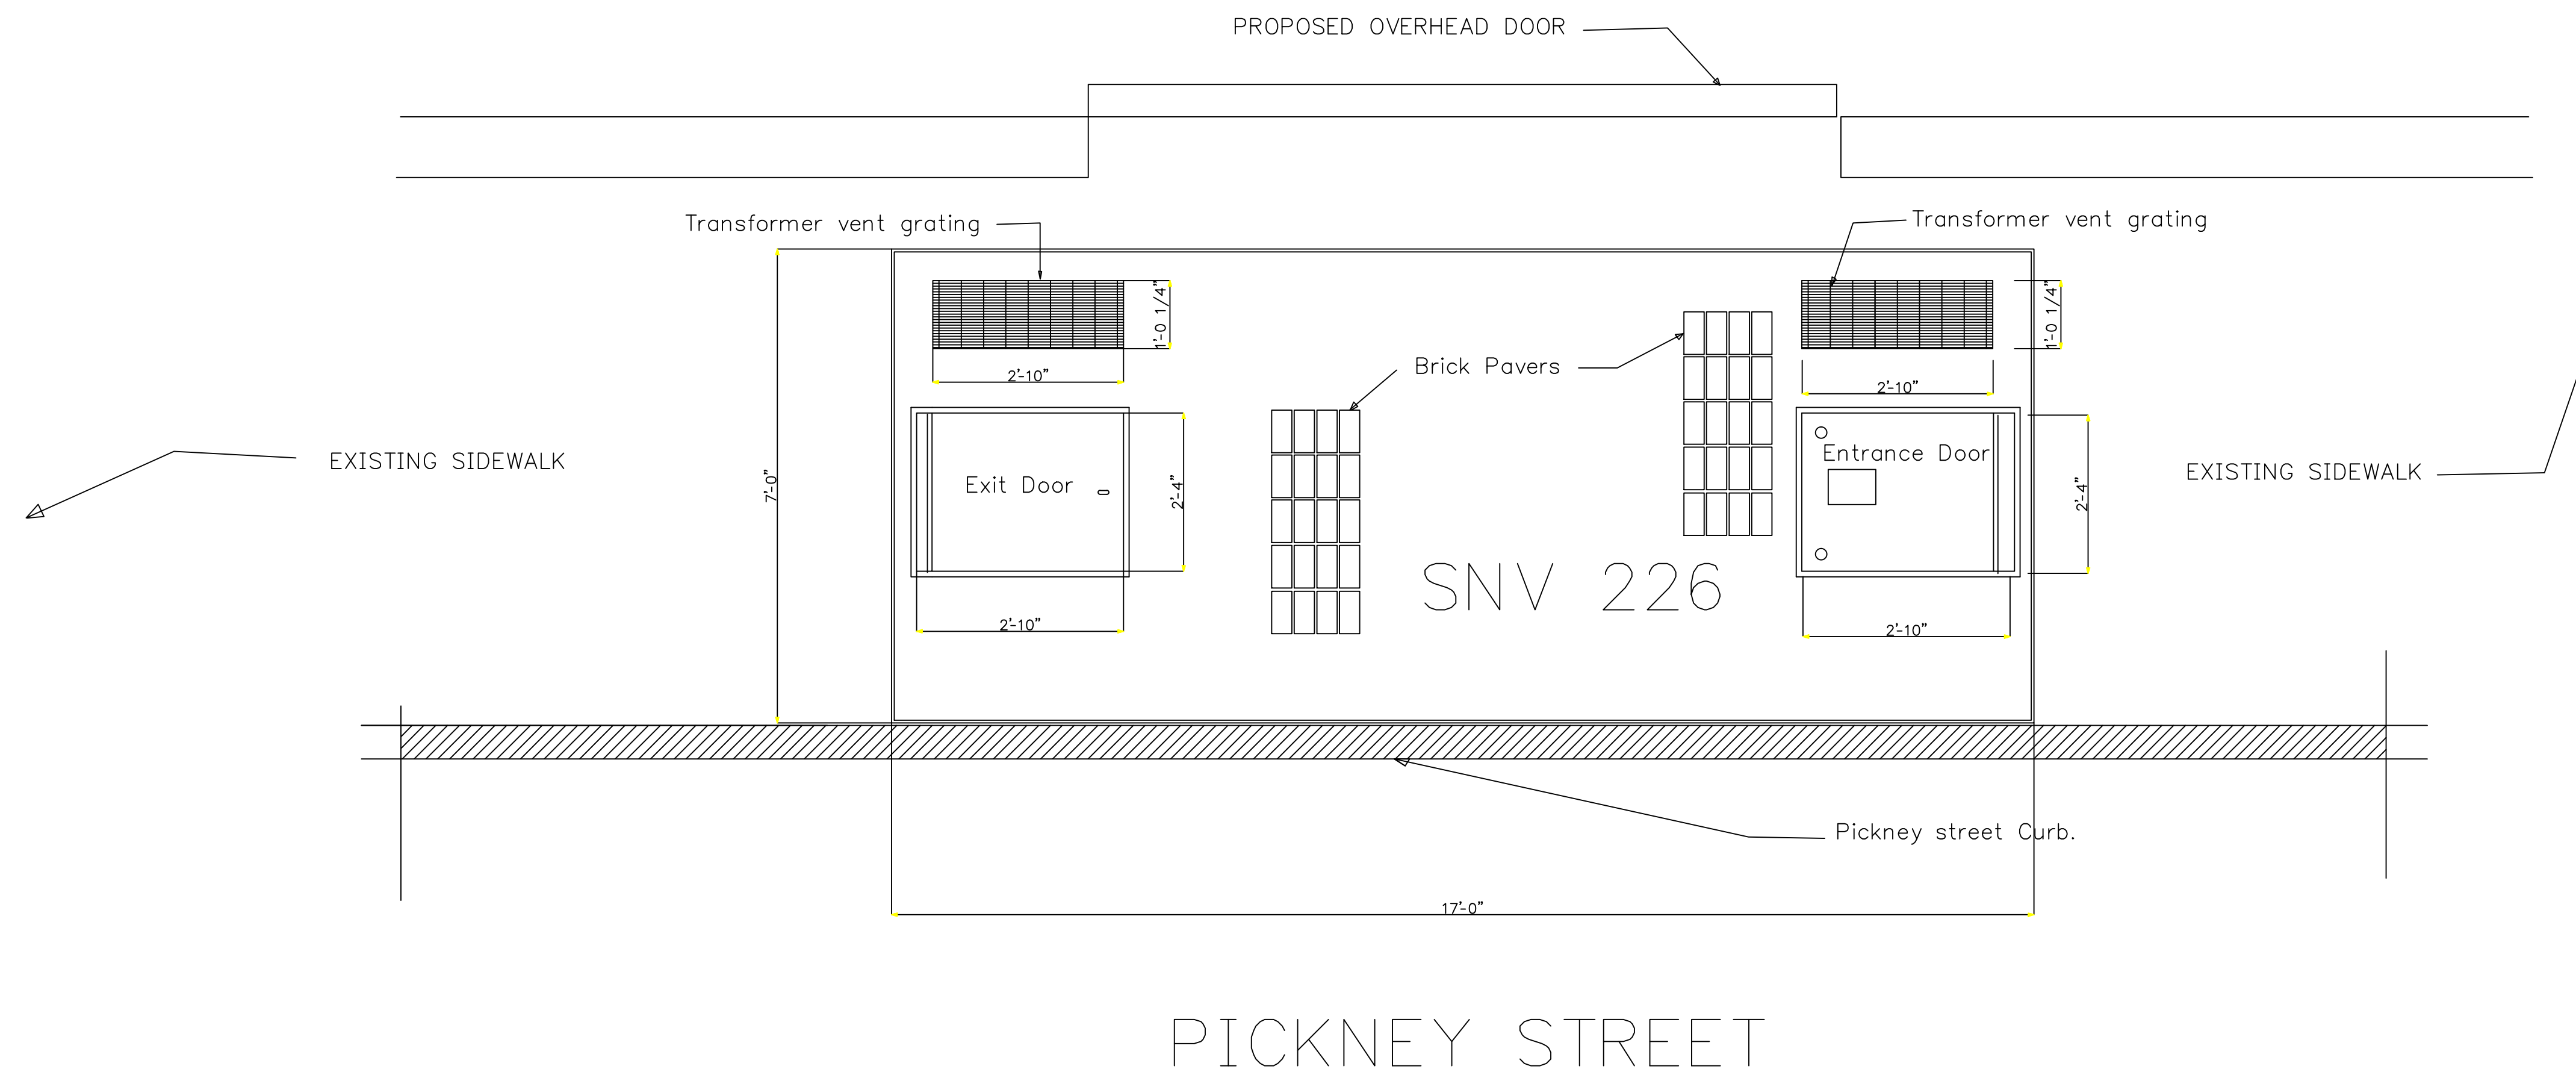 PROPOSED OVERHEAD DOOR
Transformer vent grating
Transformer vent grating
1'-0 1/4"
1'-0 1/4"
2'-10"
2'-10"
Brick Pavers
EXISTING SIDEWALK
7'-0"
Exit Door
2'-4"
Entrance Door
2'-4"
EXISTING SIDEWALK
SNV 226
2'-10"
2'-10"
Pickney street Curb.
17'-0"
PICKNEY STREET